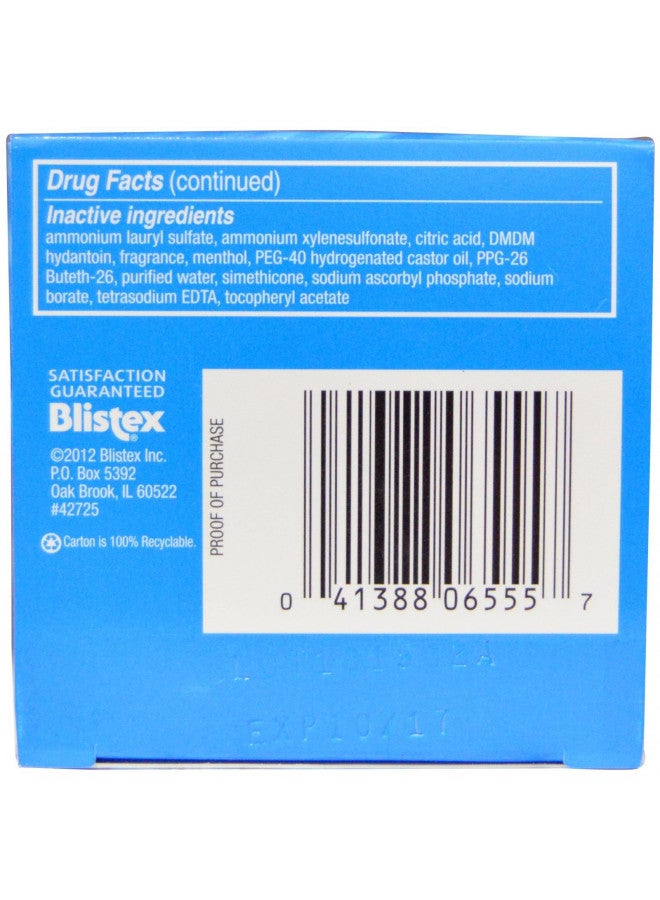 Drug Facts (continued)
Inactive ingredients
ammonium lauryl sulfate, ammonium xylenesulfonate, citric acid, DMDM
hydantoin, fragrance, menthol, PEG-40 hydrogenated castor oil, PPG-26
Buteth-26, purified water, simethicone, sodium ascorbyl phosphate, sodium
borate, tetrasodium EDTA, tocopheryl acetate
SATISFACTION
GUARANTEED
Blistex®
©2012 Blistex Inc.
P.O. Box 5392
Oak Brook, IL 60522
#42725
Carton is 100% Recyclable.
PROOF OF PURCHASE
0 41388 06555 7
EXP10/17